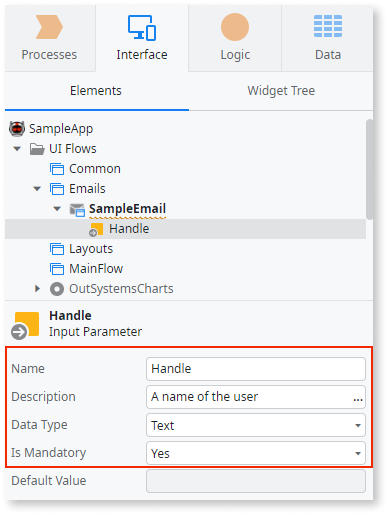 Processes
Interface
Logic
Data
Elements
Widget Tree
SampleApp
UI Flows
Common
Emails
SampleEmail
Handle
Layouts
MainFlow
OutSystemsCharts
Handle
Input Parameter
Name Handle
Description A name of the user ...
Data Type Text
Is Mandatory Yes
Default Value